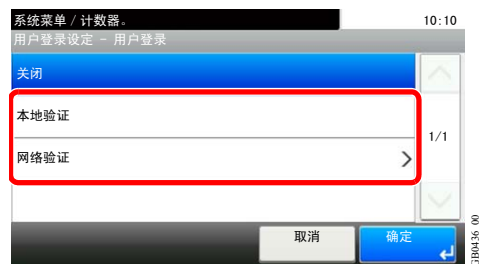 系统菜单 / 计数器。 10:10
用户登录设定 - 用户登录
关闭
本地验证
1/1
网络验证
取消 确定
GB0436_00